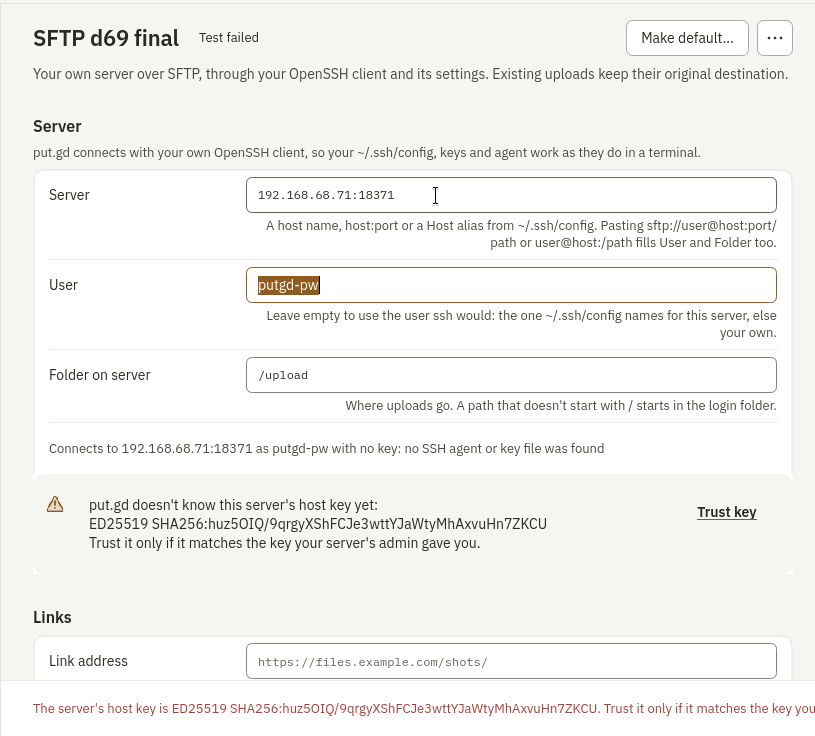 SFTP d69 final
Test failed
Make default...
Your own server over SFTP, through your OpenSSH client and its settings. Existing uploads keep their original destination.
Server
put.gd connects with your own OpenSSH client, so your ~/.ssh/config, keys and agent work as they do in a terminal.
Server
192.168.68.71:18371
A host name, host:port or a Host alias from ~/.ssh/config. Pasting sftp://user@host:port/
path or user@host:/path fills User and Folder too.
User
putgd-pw
Leave empty to use the user ssh would: the one ~/.ssh/config names for this server, else
your own.
Folder on server
/upload
Where uploads go. A path that doesn't start with / starts in the login folder.
Connects to 192.168.68.71:18371 as putgd-pw with no key: no SSH agent or key file was found
put.gd doesn't know this server's host key yet:
ED25519 SHA256:huz5OIQ/9qrgyXShFCJe3wttYJaWtyMhAxvuHn7ZKCU
Trust it only if it matches the key your server's admin gave you.
Trust key
Links
Link address
https://files.example.com/shots/
The server's host key is ED25519 SHA256:huz5OIQ/9qrgyXShFCJe3wttYJaWtyMhAxvuHn7ZKCU. Trust it only if it matches the key you